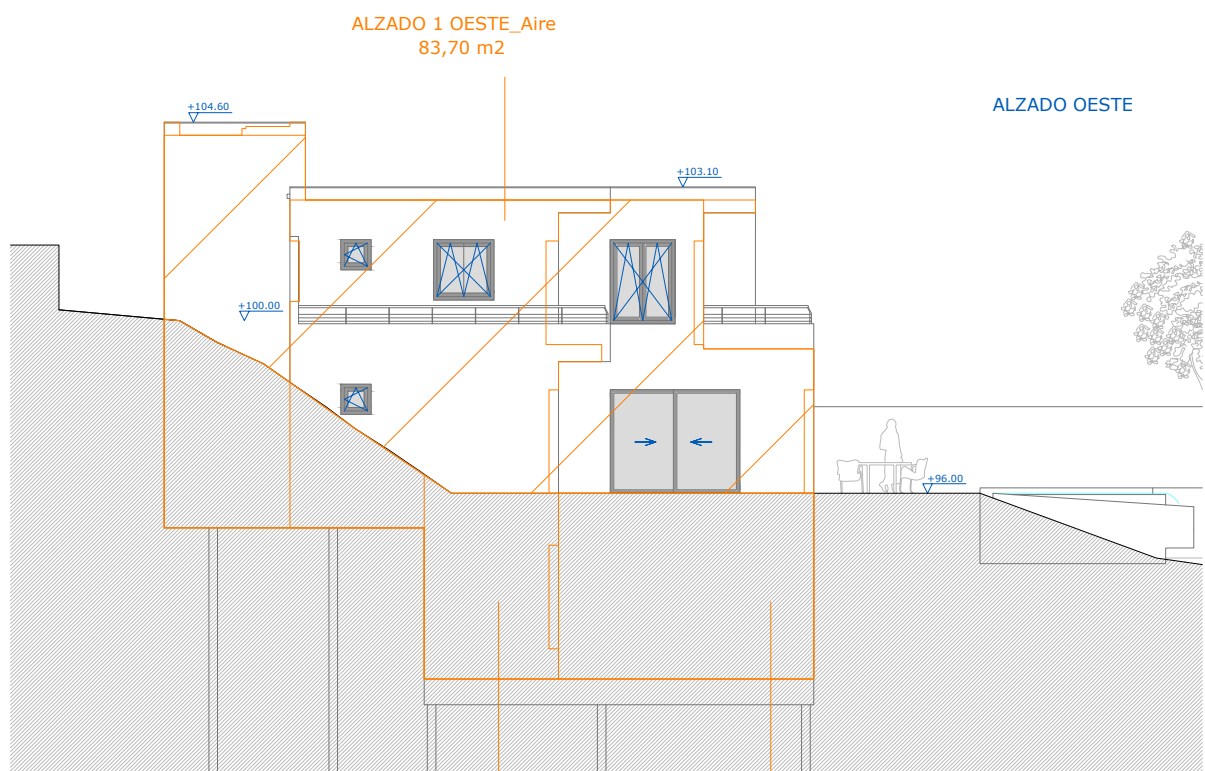 ALZADO 1 OESTE_Aire
83,70 m2
ALZADO OESTE
+104.60
+103.10
+100.00
+96.00